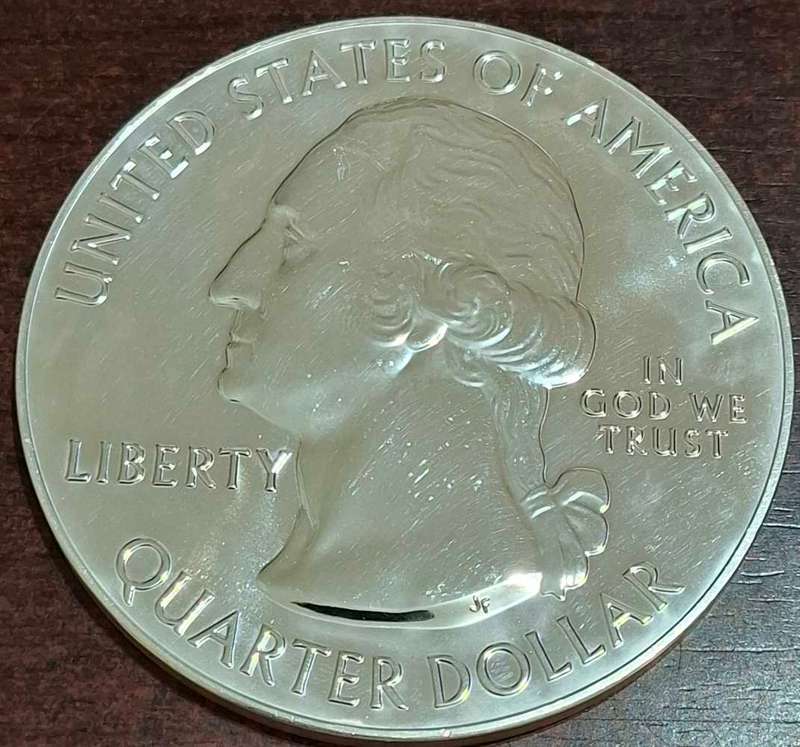 UNITED STATES OF AMERICA
LIBERTY
IN
GOD WE
TRUST
JF
QUARTER DOLLAR